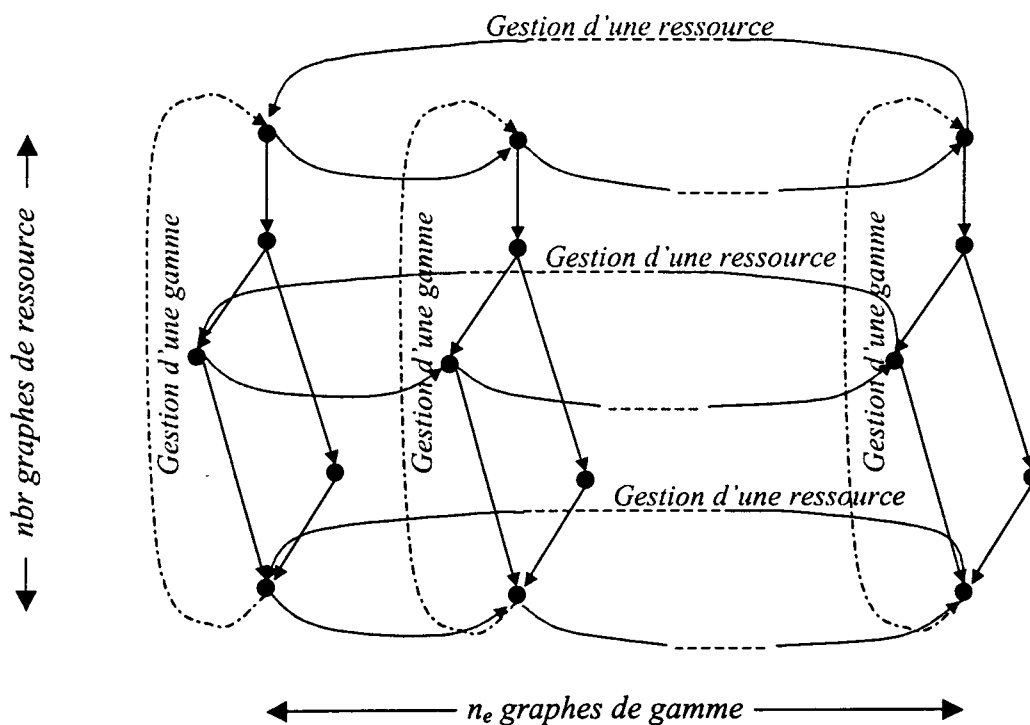 Gestion d'une ressource
nbr graphes de ressource
Gestion d'une gamme
Gestion d'une gamme
Gestion d'une gamme
Gestion d'une ressource
Gestion d'une ressource
nₑ graphes de gamme